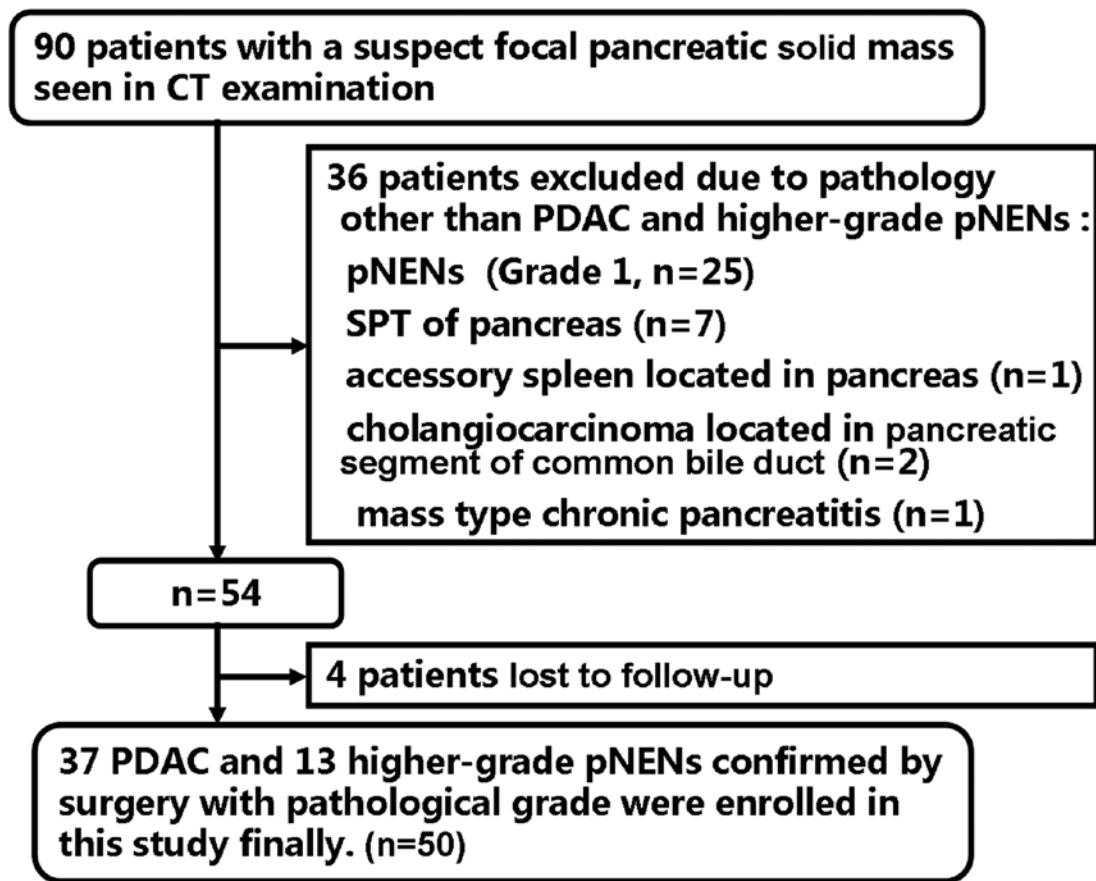 90 patients with a suspect focal pancreatic solid mass
seen in CT examination
36 patients excluded due to pathology
other than PDAC and higher-grade pNENs :
pNENs (Grade 1, n=25)
SPT of pancreas (n=7)
accessory spleen located in pancreas (n=1)
cholangiocarcinoma located in pancreatic
segment of common bile duct (n=2)
mass type chronic pancreatitis (n=1)
n=54
4 patients lost to follow-up
37 PDAC and 13 higher-grade pNENs confirmed by
surgery with pathological grade were enrolled in
this study finally. (n=50)